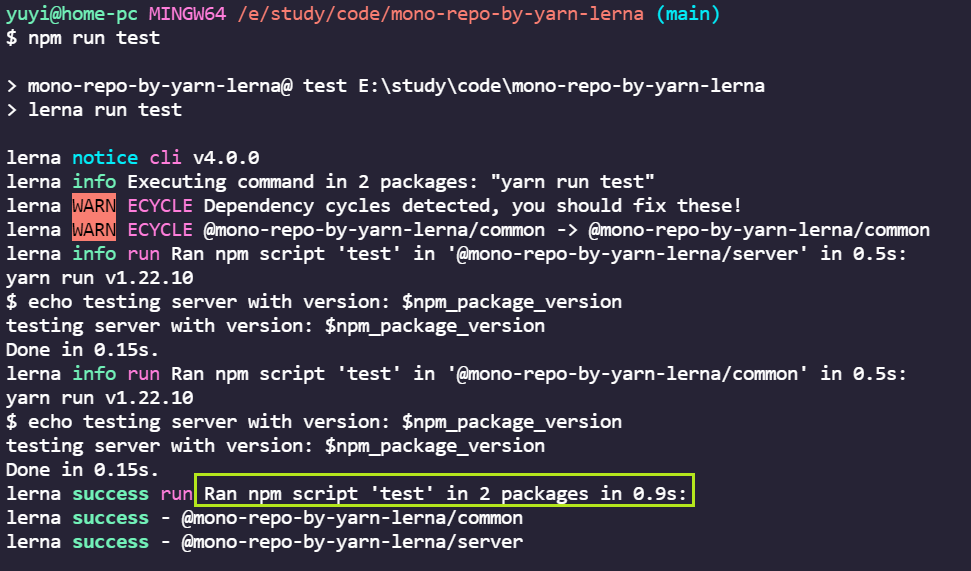 yuyi@home-pc MINGW64 /e/study/code/mono-repo-by-yarn-lerna (main)
$ npm run test
> mono-repo-by-yarn-lerna@ test E:\study\code\mono-repo-by-yarn-lerna
> lerna run test
lerna notice cli v4.0.0
lerna info Executing command in 2 packages: "yarn run test"
lerna WARN ECYCLE Dependency cycles detected, you should fix these!
lerna WARN ECYCLE @mono-repo-by-yarn-lerna/common -> @mono-repo-by-yarn-lerna/common
lerna info run Ran npm script 'test' in '@mono-repo-by-yarn-lerna/server' in 0.5s:
yarn run v1.22.10
$ echo testing server with version: $npm_package_version
testing server with version: $npm_package_version
Done in 0.15s.
lerna info run Ran npm script 'test' in '@mono-repo-by-yarn-lerna/common' in 0.5s:
yarn run v1.22.10
$ echo testing server with version: $npm_package_version
testing server with version: $npm_package_version
Done in 0.15s.
lerna success run Ran npm script 'test' in 2 packages in 0.9s:
lerna success - @mono-repo-by-yarn-lerna/common
lerna success - @mono-repo-by-yarn-lerna/server